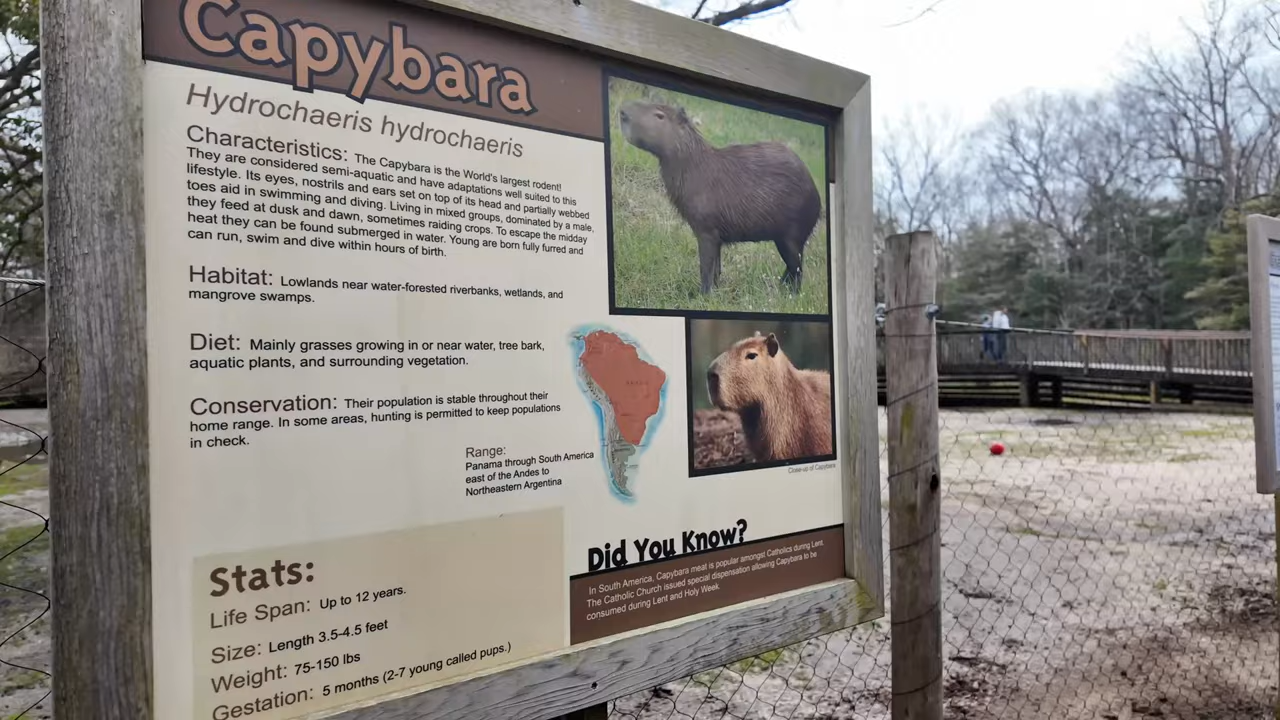 Capybara
Hydrochaeris hydrochaeris
Characteristics: The Capybara is the World's largest rodent!
They are considered semi-aquatic and have adaptations well suited to this
lifestyle. Its eyes, nostrils and ears set on top of its head and partially webbed
toes aid in swimming and diving. Living in mixed groups, dominated by a male,
they feed at dusk and dawn, sometimes raiding crops. To escape the midday
heat they can be found submerged in water. Young are born fully furred and
can run, swim and dive within hours of birth.
Habitat: Lowlands near water-forested riverbanks, wetlands, and
mangrove swamps.
Diet: Mainly grasses growing in or near water, tree bark,
aquatic plants, and surrounding vegetation.
Conservation: Their population is stable throughout their
home range. In some areas, hunting is permitted to keep populations
in check.
Range:
Panama through South America
east of the Andes to
Northeastern Argentina
Close-up of Capybara
Stats:
Life Span: Up to 12 years.
Size: Length 3.5-4.5 feet
Weight: 75-150 lbs
Gestation: 5 months (2-7 young called pups.)
Did You Know?
In South America, Capybara meat is popular amongst Catholics during Lent.
The Catholic Church issued special dispensation allowing Capybara to be
consumed during Lent and Holy Week.